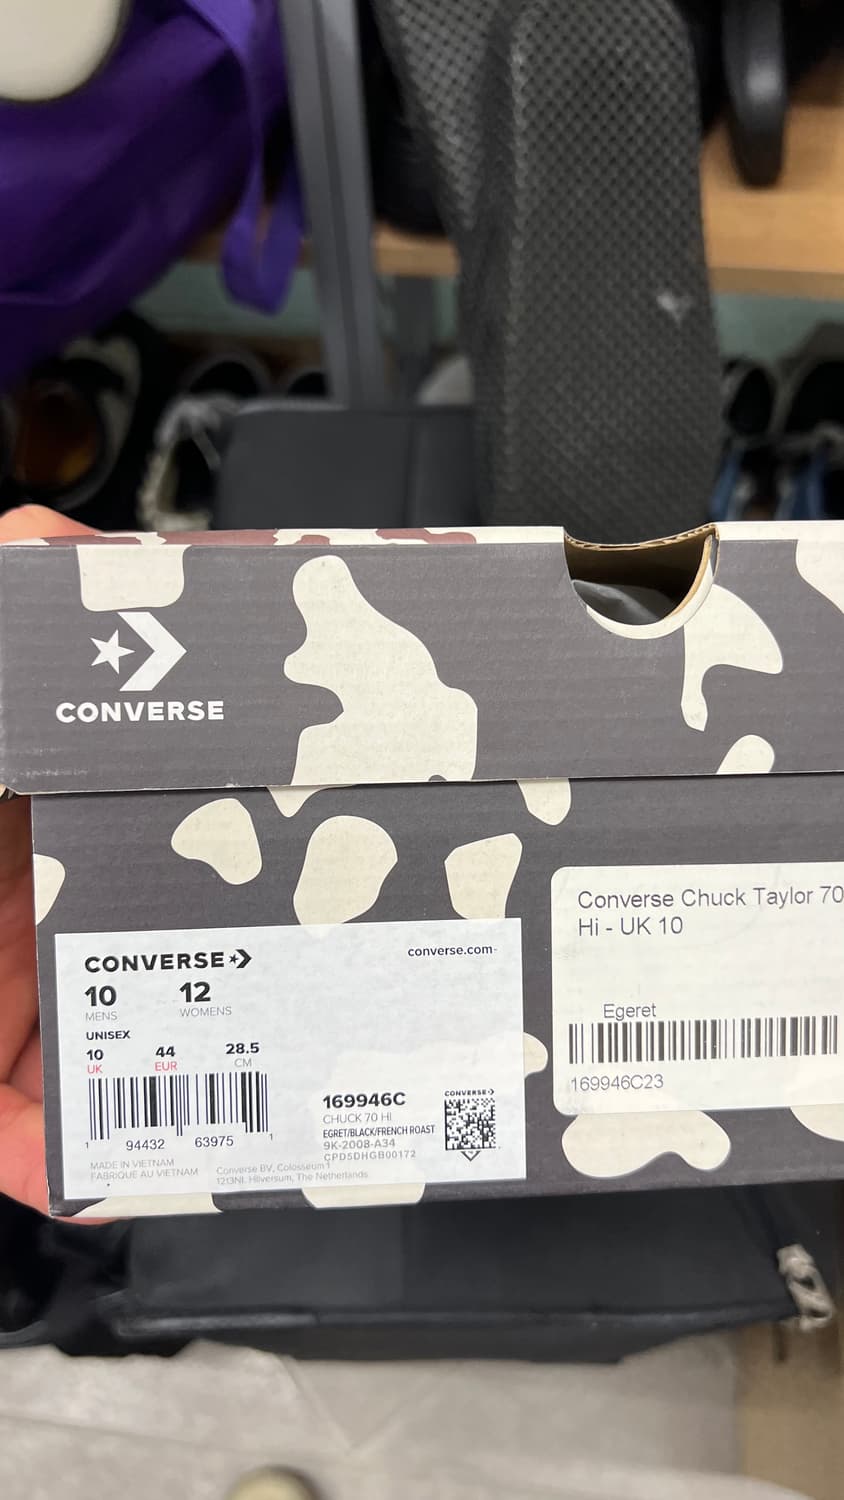 CONVERSE
CONVERSE
converse.com
10 12
MENS WOMENS
UNISEX
10 44 28.5
UK EUR CM
1 94432 63975 1
MADE IN VIETNAM
FABRIQUE AU VIETNAM
Converse BV, Colosseum 1
1213NL Hilversum, The Netherlands
169946C
CHUCK 70 HI
EGRET/BLACK/FRENCH ROAST
9K-2008-A34
CPD5DHGB00172
CONVERSE
Converse Chuck Taylor 70
Hi - UK 10
Egeret
169946C23